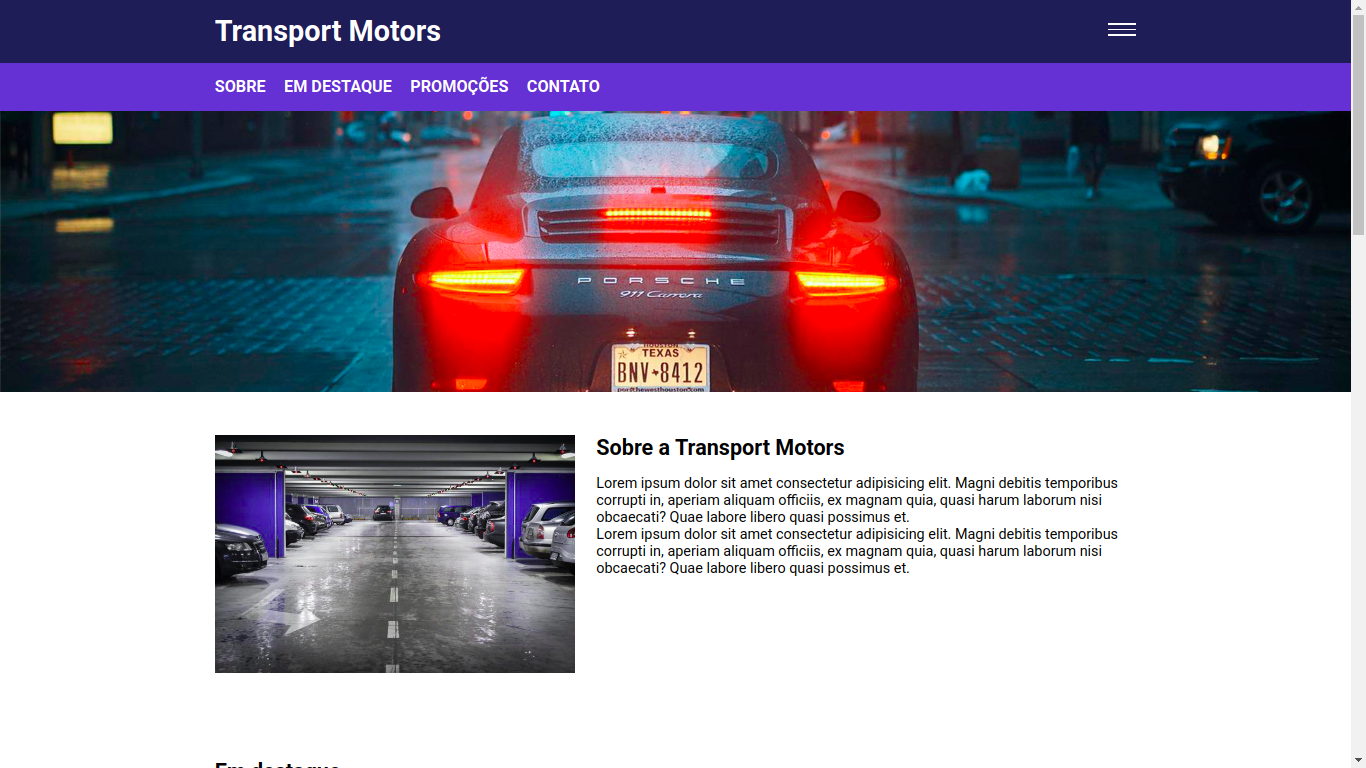 Transport Motors
SOBRE EM DESTAQUE PROMOÇÕES CONTATO
PORSCHE
911 Carrera
HOUSTON
TEXAS
BNV★8412
Sobre a Transport Motors
Lorem ipsum dolor sit amet consectetur adipisicing elit. Magni debitis temporibus
corrupti in, aperiam aliquam officiis, ex magnam quia, quasi harum laborum nisi
obcaecati? Quae labore libero quasi possimus et.
Lorem ipsum dolor sit amet consectetur adipisicing elit. Magni debitis temporibus
corrupti in, aperiam aliquam officiis, ex magnam quia, quasi harum laborum nisi
obcaecati? Quae labore libero quasi possimus et.
Em destaque